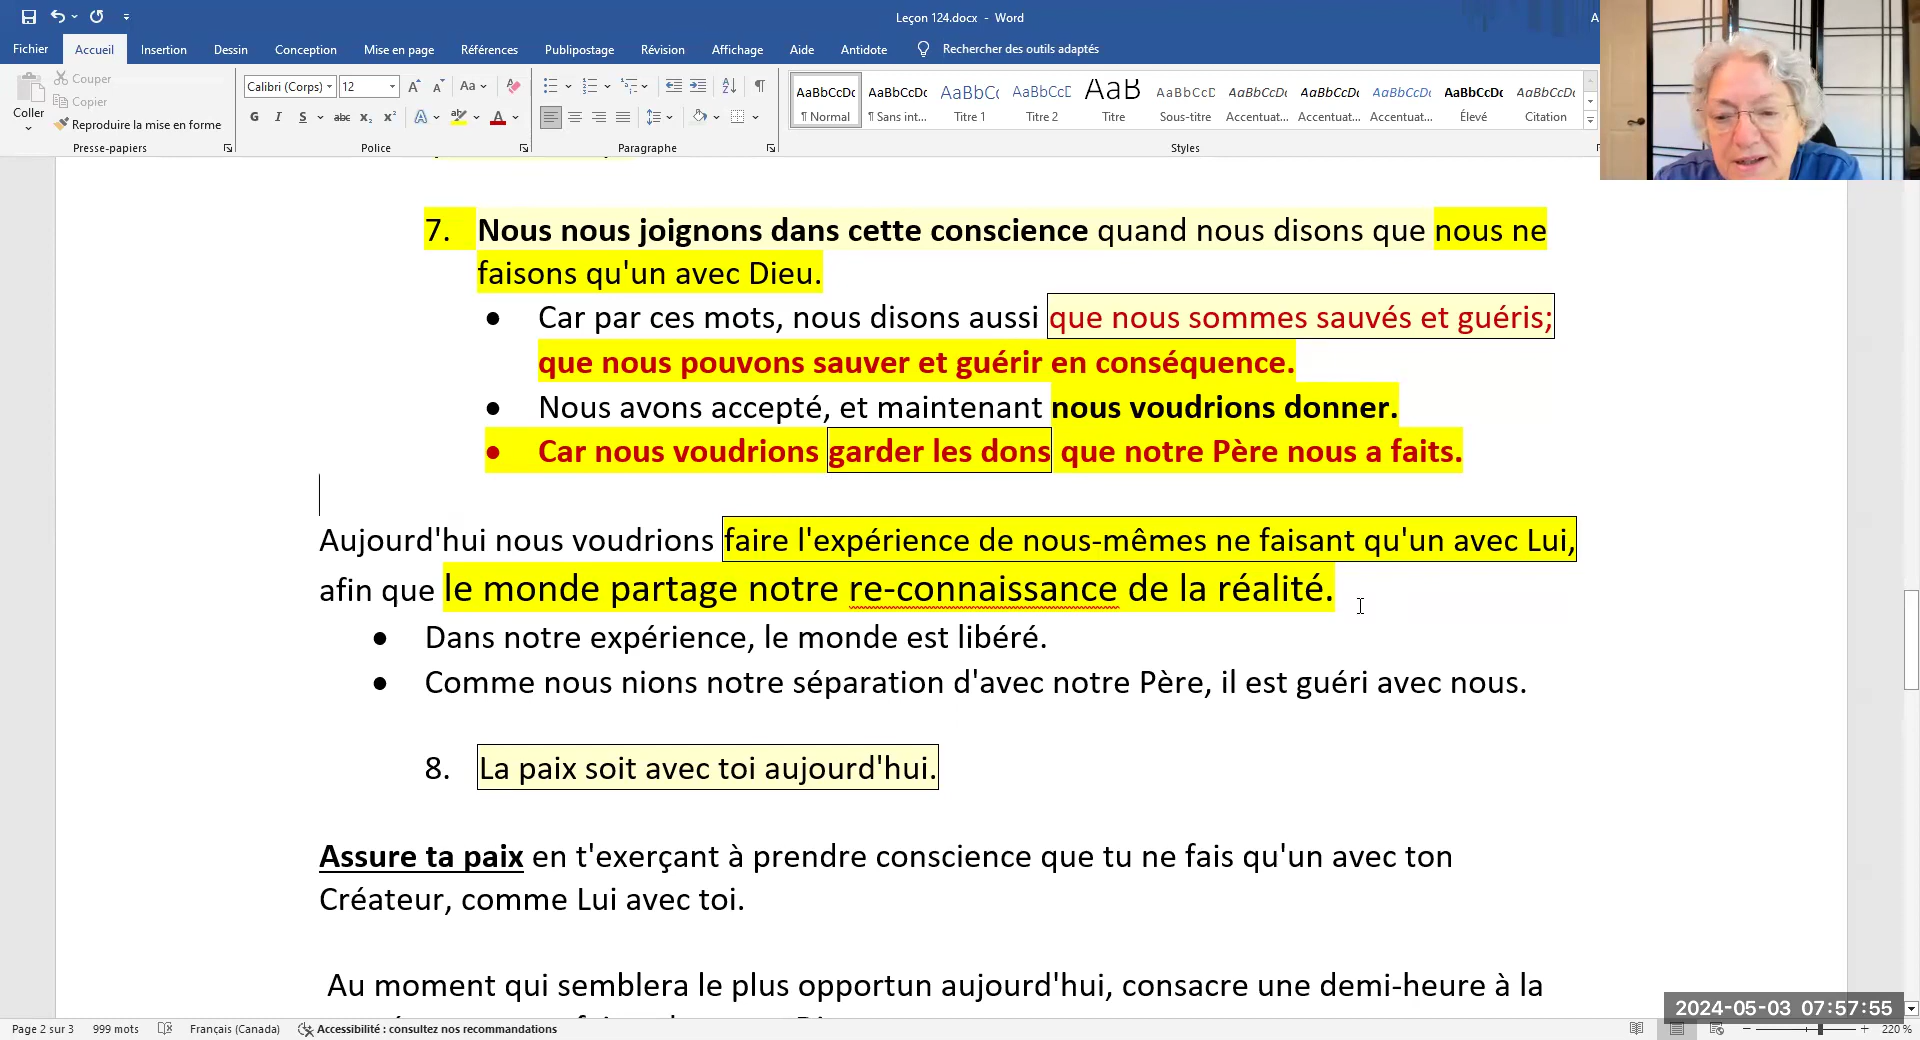 Leçon 124.docx - Word
A
Fichier Accueil Insertion Dessin Conception Mise en page Références Publipostage Révision Affichage Aide Antidote Rechercher des outils adaptés
Coller
Couper
Copier
Reproduire la mise en forme
Presse-papiers
Calibri (Corps) 12
Aa
G I S abc x₂ x² A A
Police
Paragraphe
AaBbCcDc AaBbCcDc AaBbCc AaBbCcD AaB AaBbCcD AaBbCcDc AaBbCcDc AaBbCcDc AaBbCcDc AaBbCcDc
¶ Normal ¶ Sans int... Titre 1 Titre 2 Titre Sous-titre Accentuat... Accentuat... Accentuat... Élevé Citation
Styles
7. Nous nous joignons dans cette conscience quand nous disons que nous ne
faisons qu'un avec Dieu.
• Car par ces mots, nous disons aussi que nous sommes sauvés et guéris;
que nous pouvons sauver et guérir en conséquence.
• Nous avons accepté, et maintenant nous voudrions donner.
• Car nous voudrions garder les dons que notre Père nous a faits.
Aujourd'hui nous voudrions faire l'expérience de nous-mêmes ne faisant qu'un avec Lui,
afin que le monde partage notre re-connaissance de la réalité.
• Dans notre expérience, le monde est libéré.
• Comme nous nions notre séparation d'avec notre Père, il est guéri avec nous.
8. La paix soit avec toi aujourd'hui.
Assure ta paix en t'exerçant à prendre conscience que tu ne fais qu'un avec ton
Créateur, comme Lui avec toi.
Au moment qui semblera le plus opportun aujourd'hui, consacre une demi-heure à la
2024-05-03 07:57:55
Page 2 sur 3 999 mots Français (Canada) Accessibilité : consultez nos recommandations 220 %